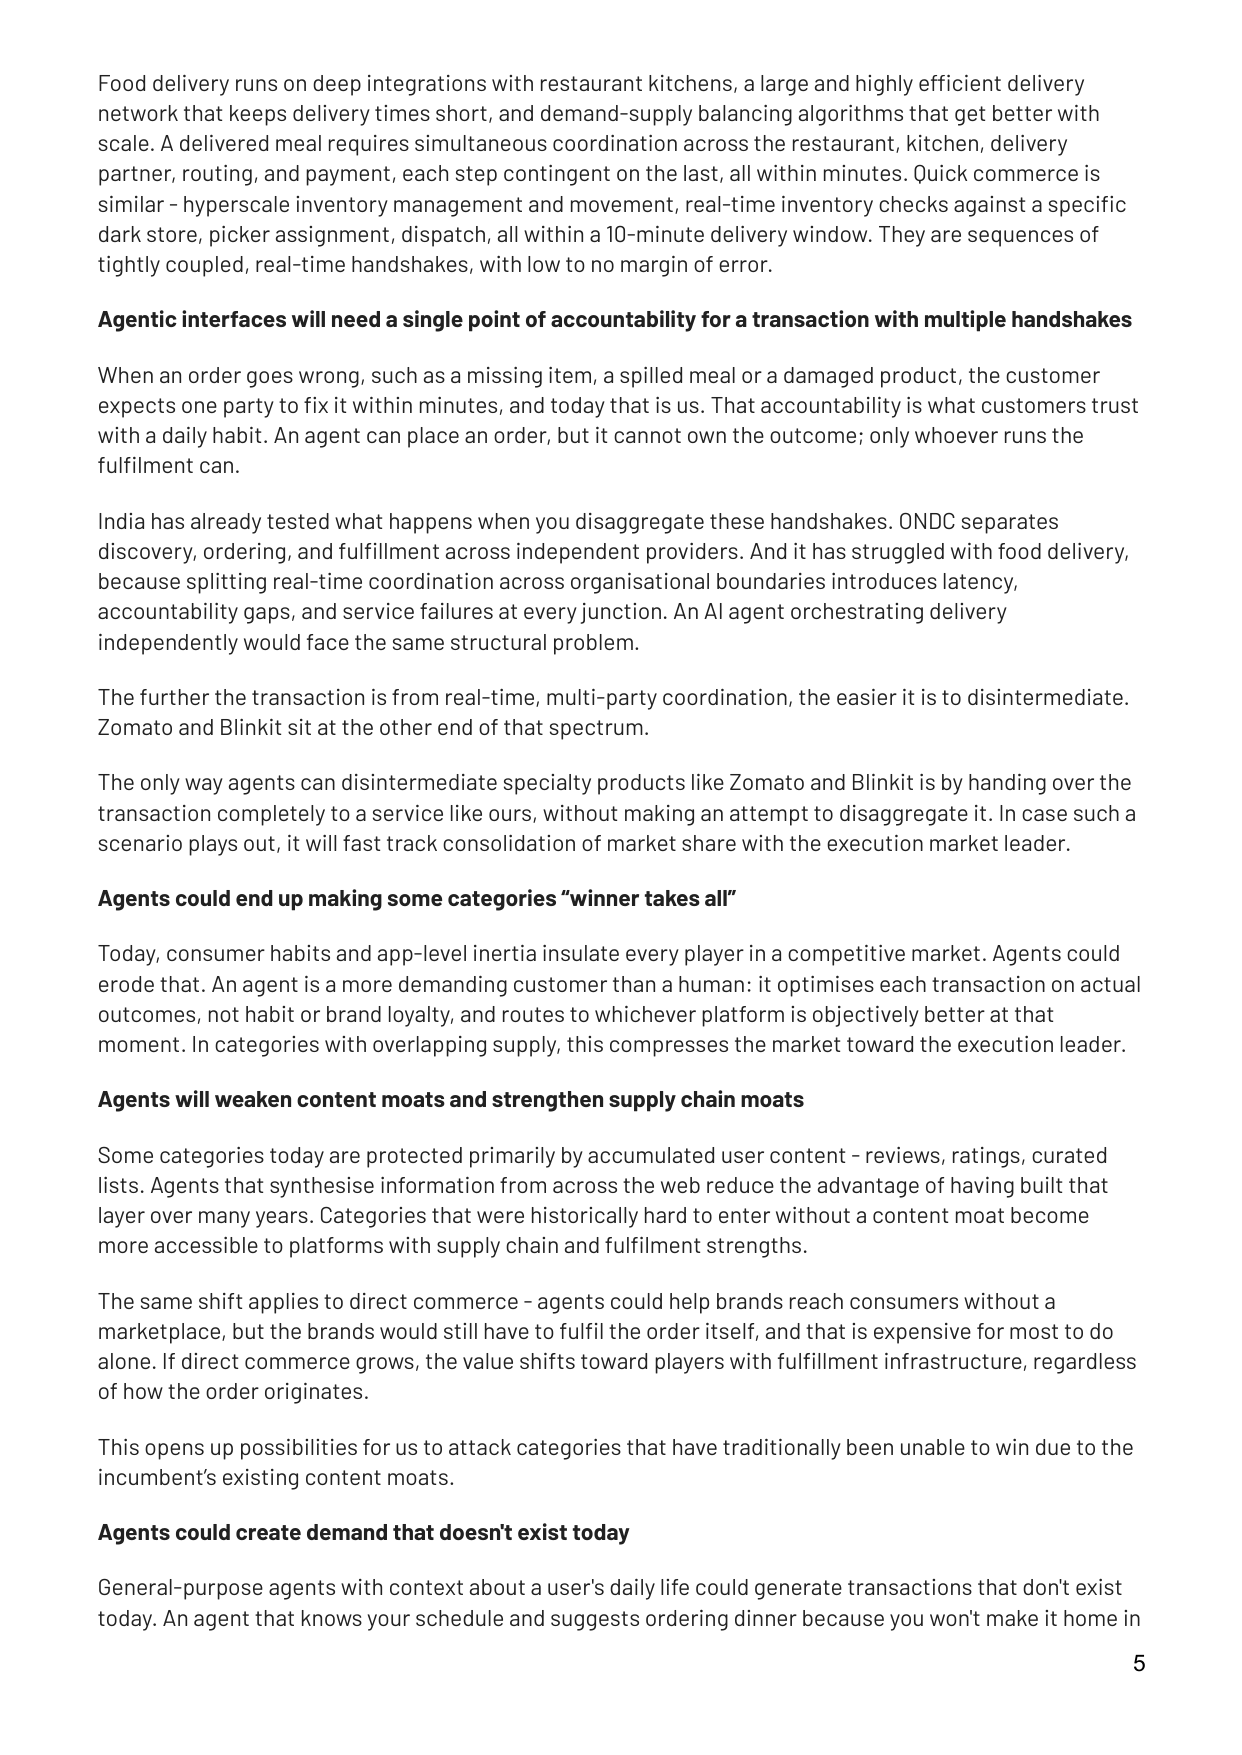 Food delivery runs on deep integrations with restaurant kitchens, a large and highly efficient delivery
network that keeps delivery times short, and demand-supply balancing algorithms that get better with
scale. A delivered meal requires simultaneous coordination across the restaurant, kitchen, delivery
partner, routing, and payment, each step contingent on the last, all within minutes. Quick commerce is
similar - hyperscale inventory management and movement, real-time inventory checks against a specific
dark store, picker assignment, dispatch, all within a 10-minute delivery window. They are sequences of
tightly coupled, real-time handshakes, with low to no margin of error.
Agentic interfaces will need a single point of accountability for a transaction with multiple handshakes
When an order goes wrong, such as a missing item, a spilled meal or a damaged product, the customer
expects one party to fix it within minutes, and today that is us. That accountability is what customers trust
with a daily habit. An agent can place an order, but it cannot own the outcome; only whoever runs the
fulfilment can.
India has already tested what happens when you disaggregate these handshakes. ONDC separates
discovery, ordering, and fulfillment across independent providers. And it has struggled with food delivery,
because splitting real-time coordination across organisational boundaries introduces latency,
accountability gaps, and service failures at every junction. An AI agent orchestrating delivery
independently would face the same structural problem.
The further the transaction is from real-time, multi-party coordination, the easier it is to disintermediate.
Zomato and Blinkit sit at the other end of that spectrum.
The only way agents can disintermediate specialty products like Zomato and Blinkit is by handing over the
transaction completely to a service like ours, without making an attempt to disaggregate it. In case such a
scenario plays out, it will fast track consolidation of market share with the execution market leader.
Agents could end up making some categories “winner takes all”
Today, consumer habits and app-level inertia insulate every player in a competitive market. Agents could
erode that. An agent is a more demanding customer than a human: it optimises each transaction on actual
outcomes, not habit or brand loyalty, and routes to whichever platform is objectively better at that
moment. In categories with overlapping supply, this compresses the market toward the execution leader.
Agents will weaken content moats and strengthen supply chain moats
Some categories today are protected primarily by accumulated user content - reviews, ratings, curated
lists. Agents that synthesise information from across the web reduce the advantage of having built that
layer over many years. Categories that were historically hard to enter without a content moat become
more accessible to platforms with supply chain and fulfilment strengths.
The same shift applies to direct commerce - agents could help brands reach consumers without a
marketplace, but the brands would still have to fulfil the order itself, and that is expensive for most to do
alone. If direct commerce grows, the value shifts toward players with fulfillment infrastructure, regardless
of how the order originates.
This opens up possibilities for us to attack categories that have traditionally been unable to win due to the
incumbent’s existing content moats.
Agents could create demand that doesn't exist today
General-purpose agents with context about a user's daily life could generate transactions that don't exist
today. An agent that knows your schedule and suggests ordering dinner because you won't make it home in
5